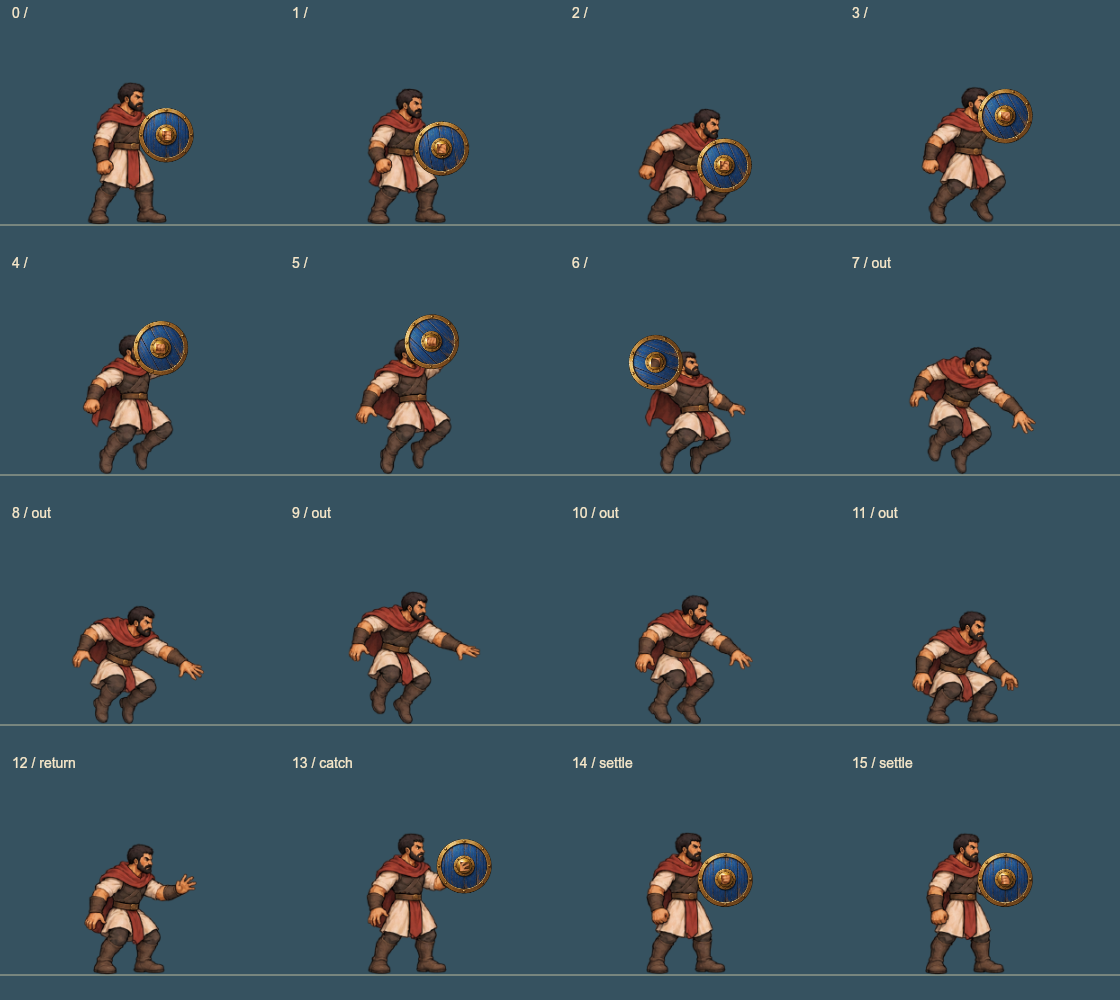 0 /
1 /
2 /
3 /
4 /
5 /
6 /
7 / out
8 / out
9 / out
10 / out
11 / out
12 / return
13 / catch
14 / settle
15 / settle